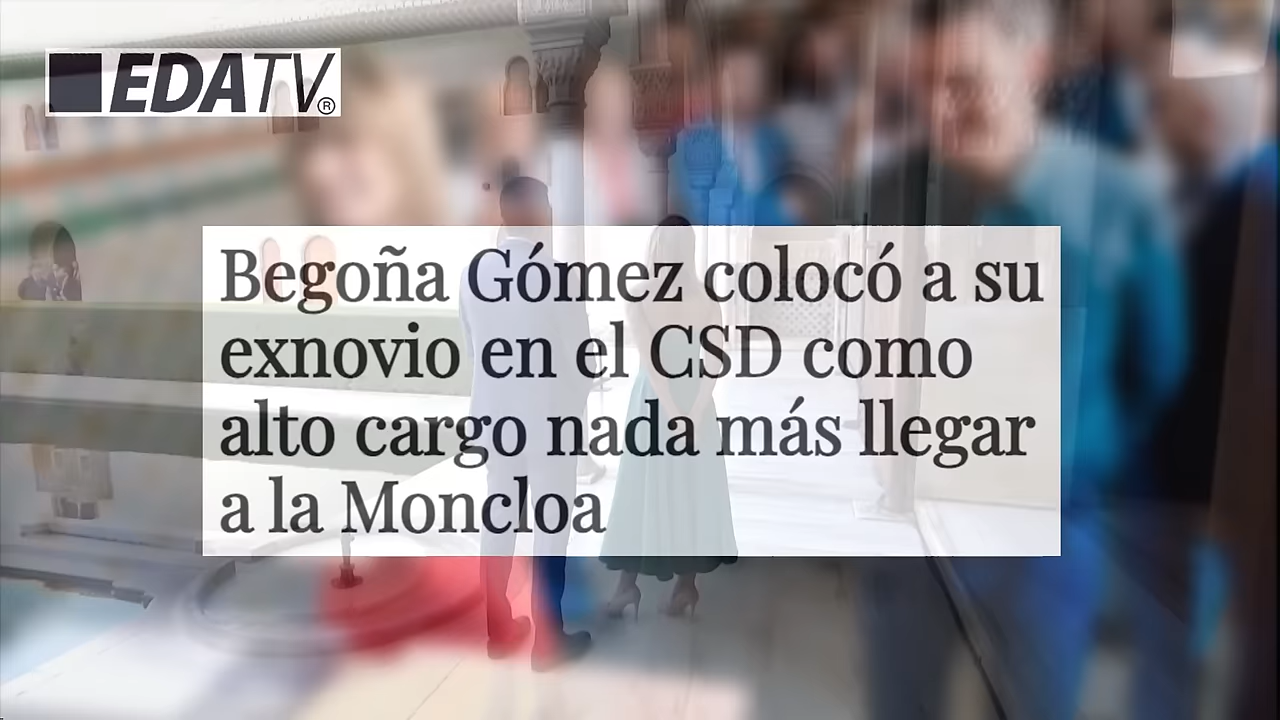 EDATV®
Begoña Gómez colocó a su
exnovio en el CSD como
alto cargo nada más llegar
a la Moncloa